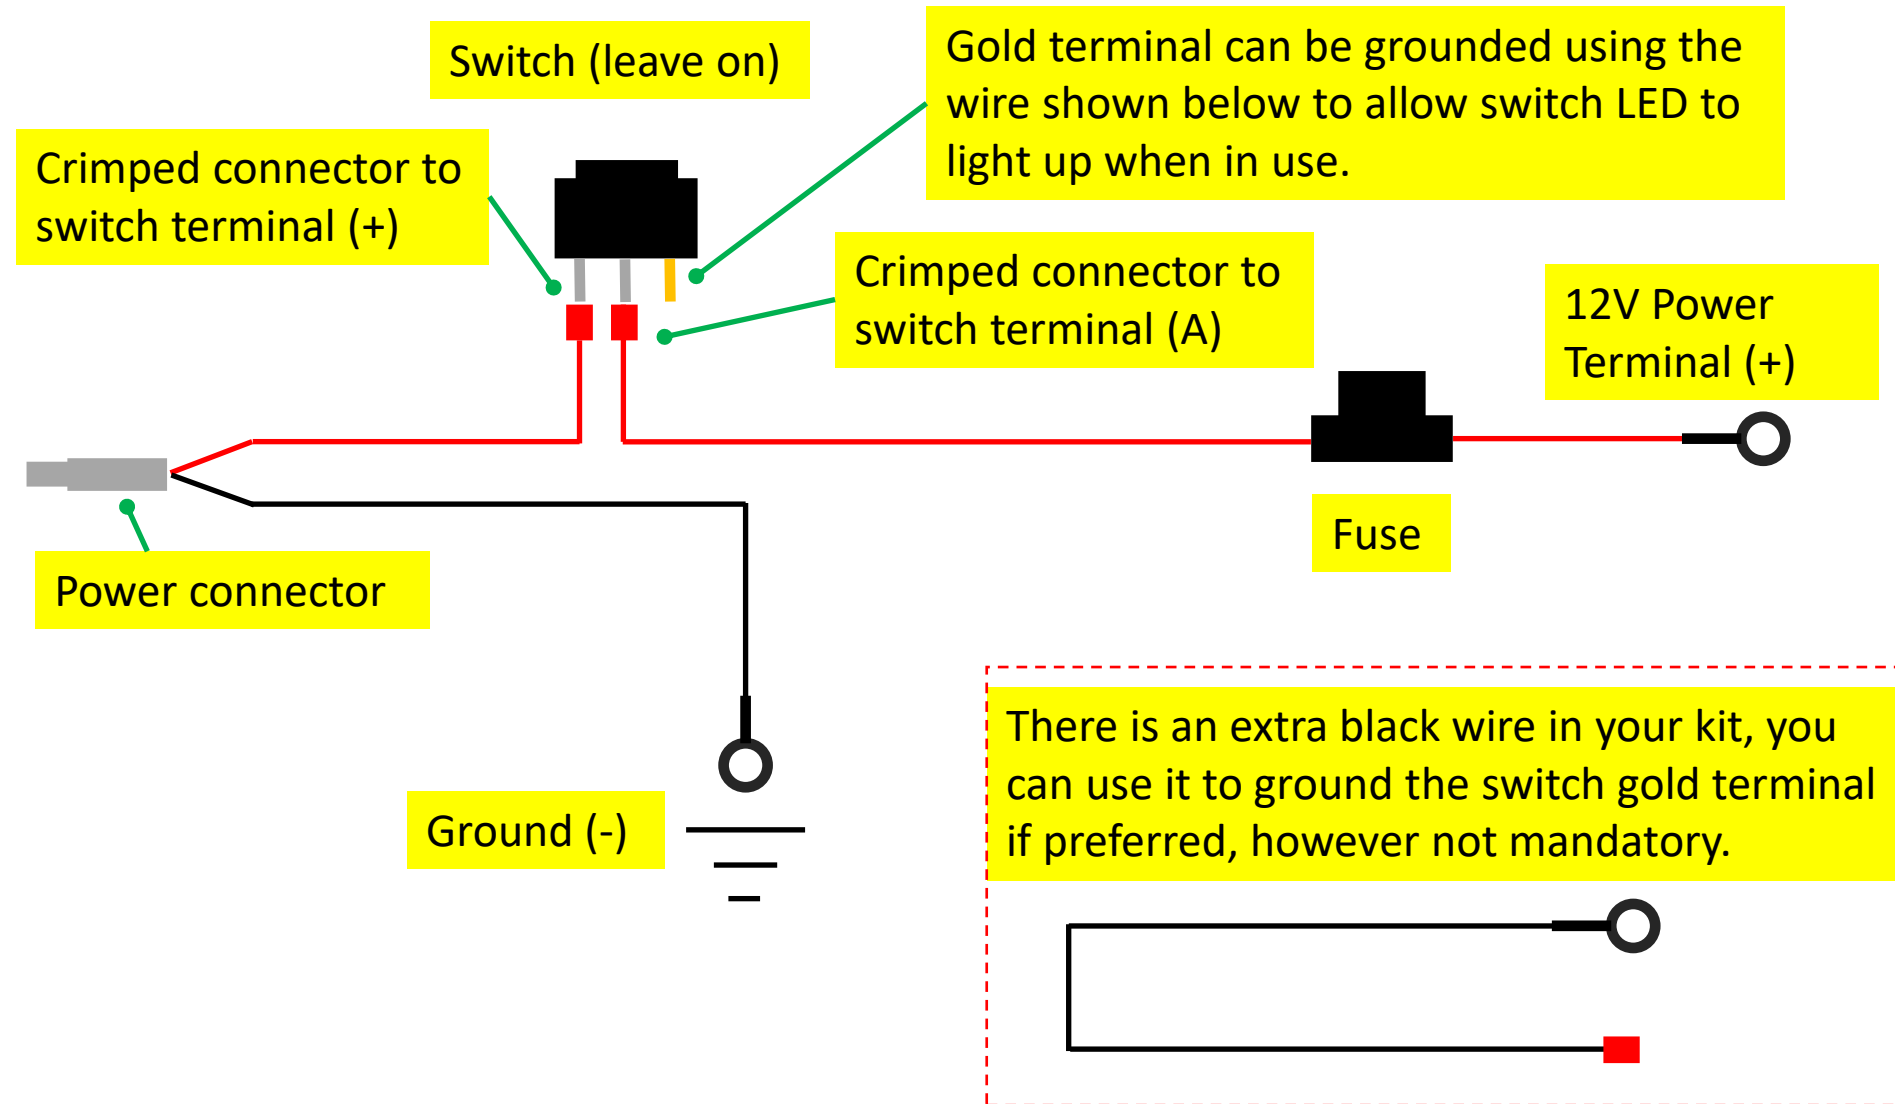 Switch (leave on)
Gold terminal can be grounded using the
wire shown below to allow switch LED to
light up when in use.
Crimped connector to
switch terminal (+)
Crimped connector to
switch terminal (A)
12V Power
Terminal (+)
Fuse
Power connector
Ground (-)
There is an extra black wire in your kit, you
can use it to ground the switch gold terminal
if preferred, however not mandatory.